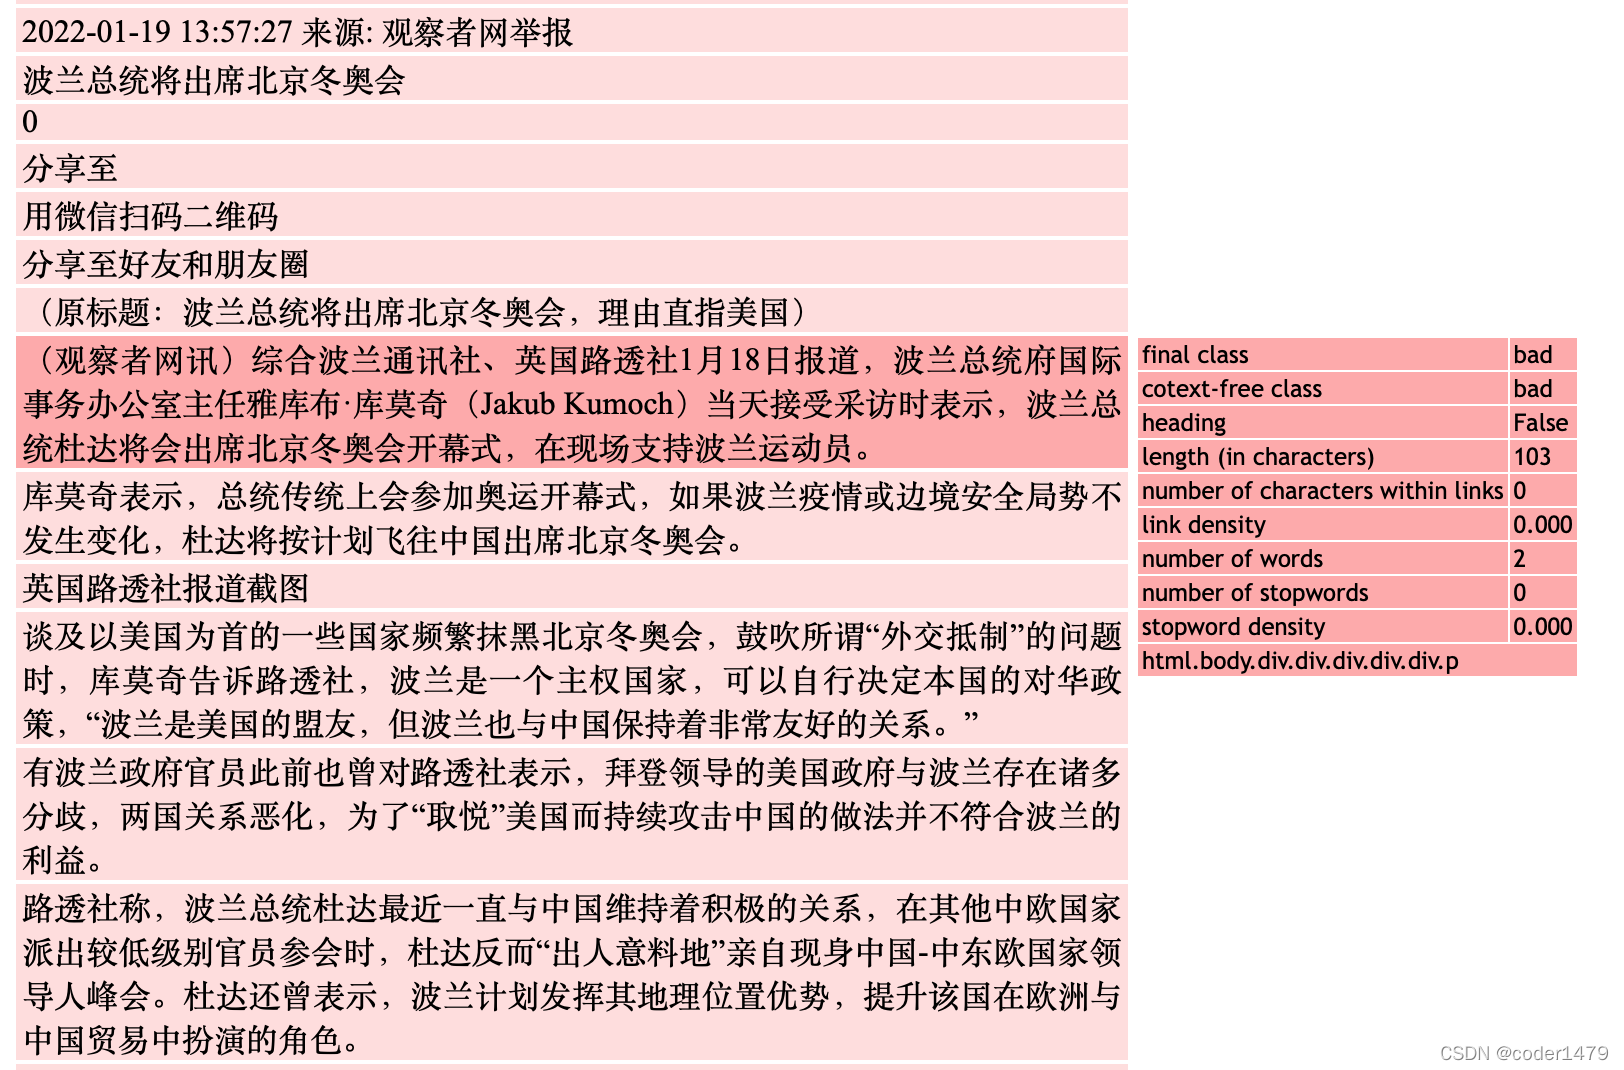 2022-01-19 13:57:27 来源: 观察者网举报
波兰总统将出席北京冬奥会
0
分享至
用微信扫码二维码
分享至好友和朋友圈
（原标题：波兰总统将出席北京冬奥会，理由直指美国）
（观察者网讯）综合波兰通讯社、英国路透社1月18日报道，波兰总统府国际
事务办公室主任雅库布·库莫奇（Jakub Kumoch）当天接受采访时表示，波兰总
统杜达将会出席北京冬奥会开幕式，在现场支持波兰运动员。
库莫奇表示，总统传统上会参加奥运开幕式，如果波兰疫情或边境安全局势不
发生变化，杜达将按计划飞往中国出席北京冬奥会。
英国路透社报道截图
谈及以美国为首的一些国家频繁抹黑北京冬奥会，鼓吹所谓“外交抵制”的问题
时，库莫奇告诉路透社，波兰是一个主权国家，可以自行决定本国的对华政
策，“波兰是美国的盟友，但波兰也与中国保持着非常友好的关系。”
有波兰政府官员此前也曾对路透社表示，拜登领导的美国政府与波兰存在诸多
分歧，两国关系恶化，为了“取悦”美国而持续攻击中国的做法并不符合波兰的
利益。
路透社称，波兰总统杜达最近一直与中国维持着积极的关系，在其他中欧国家
派出较低级别官员参会时，杜达反而“出人意料地”亲自现身中国-中东欧国家领
导人峰会。杜达还曾表示，波兰计划发挥其地理位置优势，提升该国在欧洲与
中国贸易中扮演的角色。
final class bad
cotext-free class bad
heading False
length (in characters) 103
number of characters within links 0
link density 0.000
number of words 2
number of stopwords 0
stopword density 0.000
html.body.div.div.div.div.div.p
CSDN @coder1479